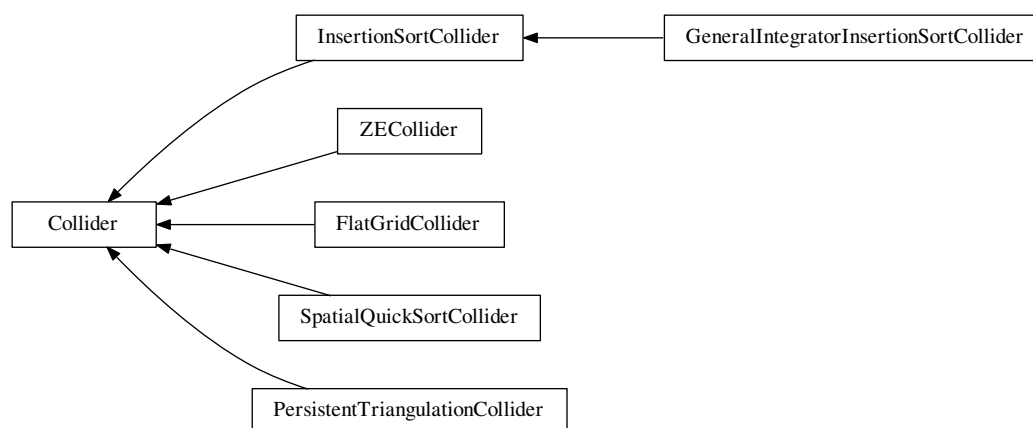 InsertionSortCollider
GeneralIntegratorInsertionSortCollider
ZECollider
Collider
FlatGridCollider
SpatialQuickSortCollider
PersistentTriangulationCollider